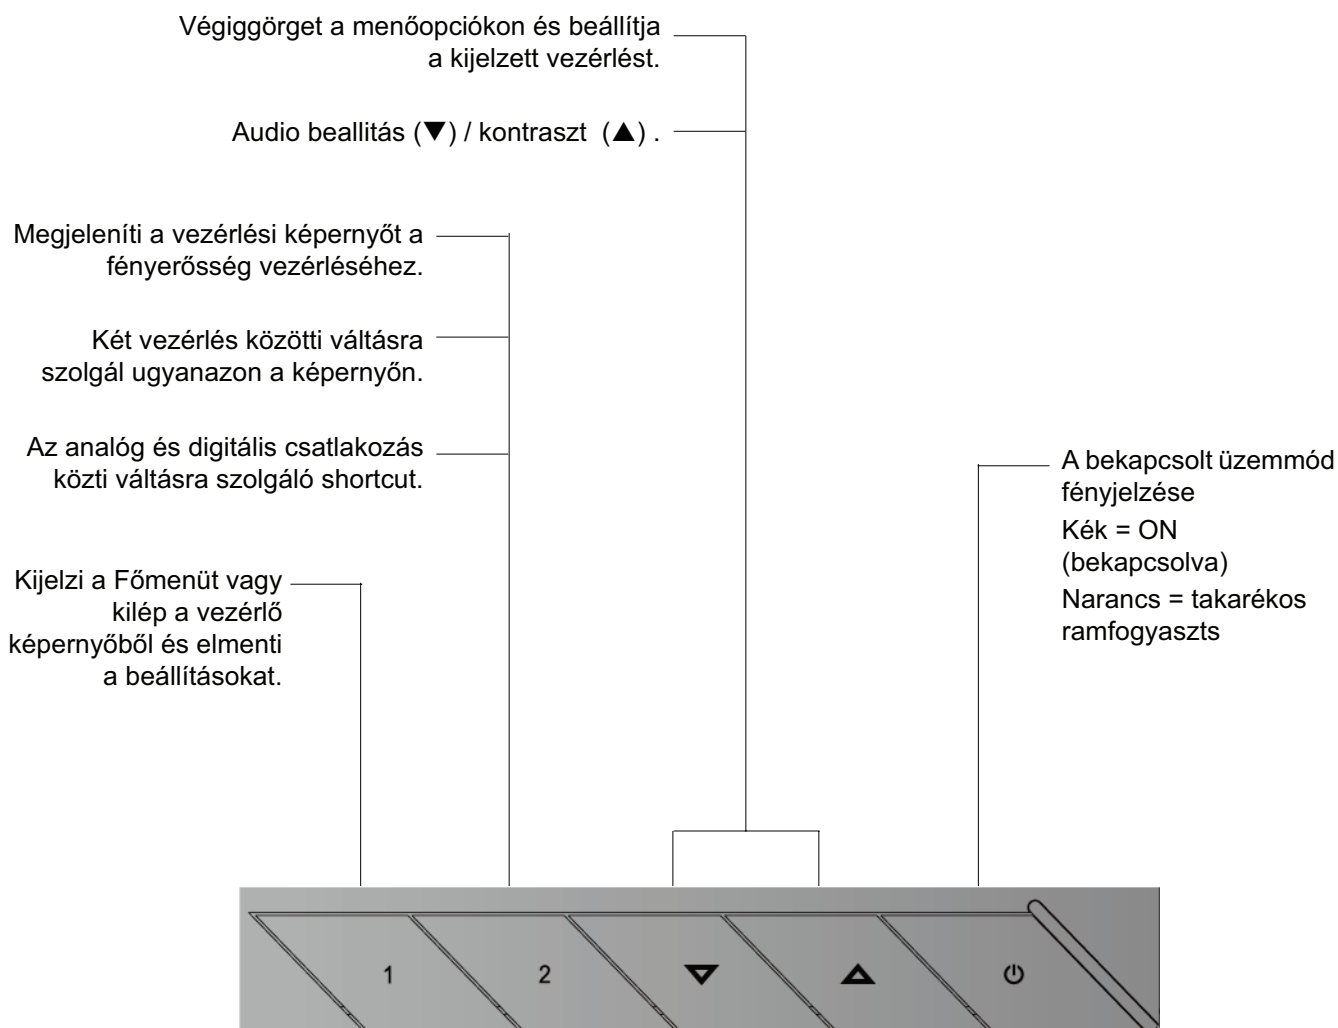 Végiggörget a menőopciókon és beállítja
a kijelzett vezérlést.
Audio beallitás (▼) / kontraszt (▲) .
Megjeleníti a vezérlési képernyőt a
fényerősség vezérléséhez.
Két vezérlés közötti váltásra
szolgál ugyanazon a képernyőn.
Az analóg és digitális csatlakozás
közti váltásra szolgáló shortcut.
Kijelzi a Főmenüt vagy
kilép a vezérlő
képernyőből és elmenti
a beállításokat.
A bekapcsolt üzemmód
fényjelzése
Kék = ON
(bekapcsolva)
Narancs = takarékos
ramfogyaszts
1
2